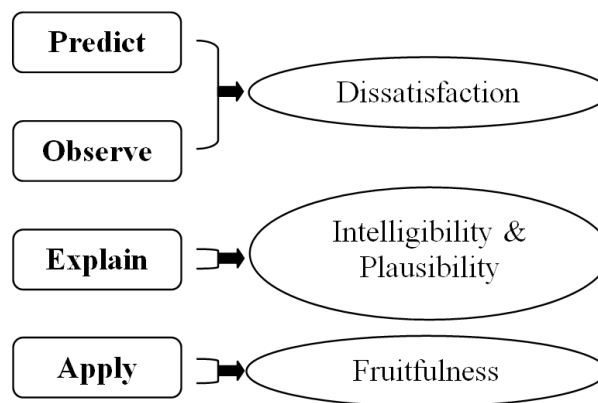 Predict
Dissatisfaction
Observe
Explain
Intelligibility &
Plausibility
Apply
Fruitfulness